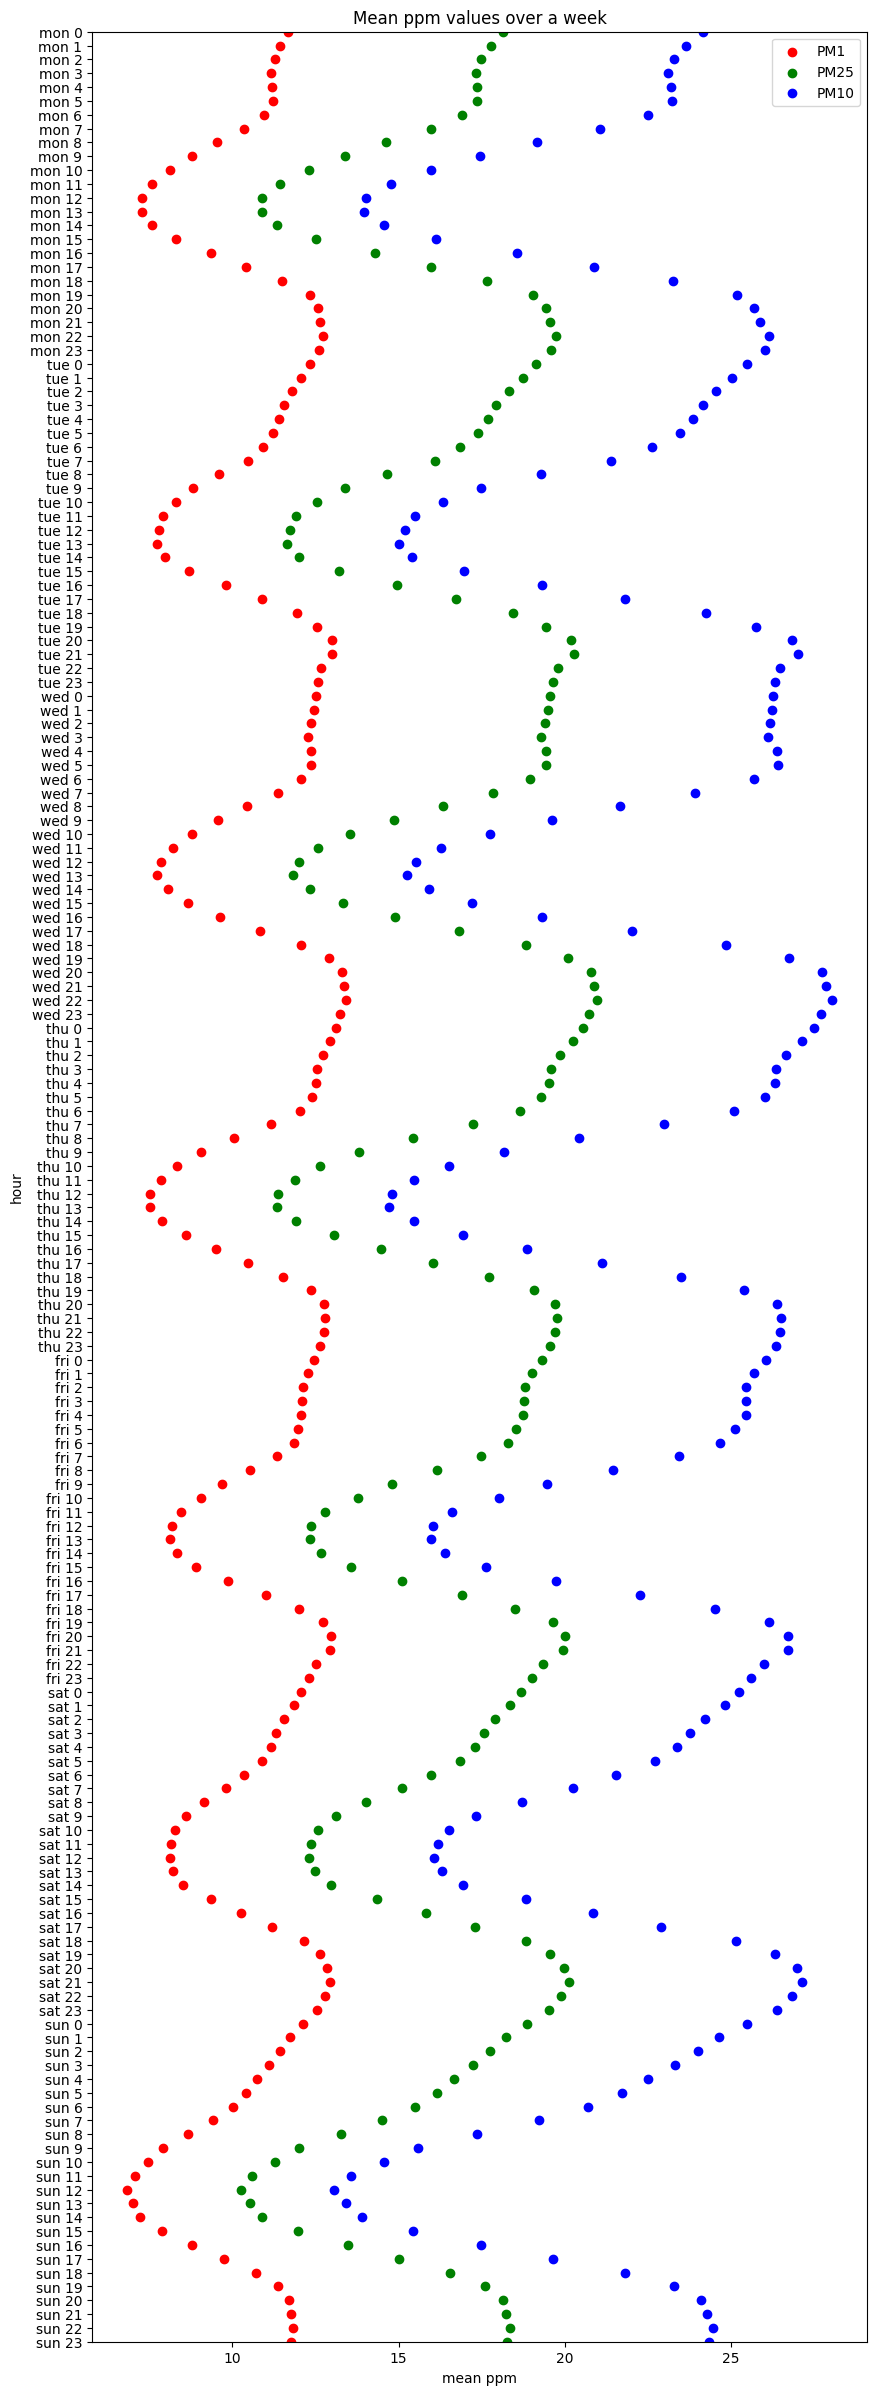 Mean ppm values over a week
PM1
PM25
PM10
mon 0
mon 1
mon 2
mon 3
mon 4
mon 5
mon 6
mon 7
mon 8
mon 9
mon 10
mon 11
mon 12
mon 13
mon 14
mon 15
mon 16
mon 17
mon 18
mon 19
mon 20
mon 21
mon 22
mon 23
tue 0
tue 1
tue 2
tue 3
tue 4
tue 5
tue 6
tue 7
tue 8
tue 9
tue 10
tue 11
tue 12
tue 13
tue 14
tue 15
tue 16
tue 17
tue 18
tue 19
tue 20
tue 21
tue 22
tue 23
wed 0
wed 1
wed 2
wed 3
wed 4
wed 5
wed 6
wed 7
wed 8
wed 9
wed 10
wed 11
wed 12
wed 13
wed 14
wed 15
wed 16
wed 17
wed 18
wed 19
wed 20
wed 21
wed 22
wed 23
thu 0
thu 1
thu 2
thu 3
thu 4
thu 5
thu 6
thu 7
thu 8
thu 9
thu 10
thu 11
thu 12
thu 13
thu 14
thu 15
thu 16
thu 17
thu 18
thu 19
thu 20
thu 21
thu 22
thu 23
fri 0
fri 1
fri 2
fri 3
fri 4
fri 5
fri 6
fri 7
fri 8
fri 9
fri 10
fri 11
fri 12
fri 13
fri 14
fri 15
fri 16
fri 17
fri 18
fri 19
fri 20
fri 21
fri 22
fri 23
sat 0
sat 1
sat 2
sat 3
sat 4
sat 5
sat 6
sat 7
sat 8
sat 9
sat 10
sat 11
sat 12
sat 13
sat 14
sat 15
sat 16
sat 17
sat 18
sat 19
sat 20
sat 21
sat 22
sat 23
sun 0
sun 1
sun 2
sun 3
sun 4
sun 5
sun 6
sun 7
sun 8
sun 9
sun 10
sun 11
sun 12
sun 13
sun 14
sun 15
sun 16
sun 17
sun 18
sun 19
sun 20
sun 21
sun 22
sun 23
hour
10 15 20 25
mean ppm